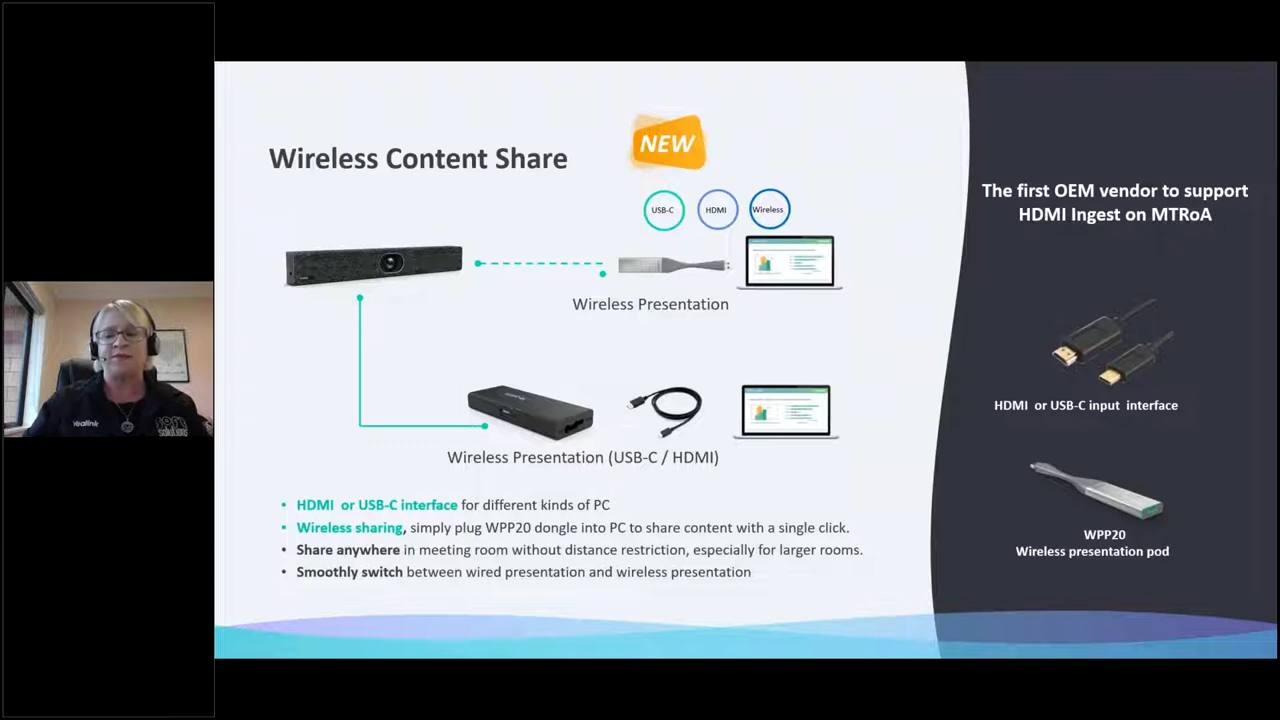 NEW
Wireless Content Share
USB-C
HDMI
Wireless
Wireless Presentation
Wireless Presentation (USB-C / HDMI)
• HDMI or USB-C interface for different kinds of PC
• Wireless sharing, simply plug WPP20 dongle into PC to share content with a single click.
• Share anywhere in meeting room without distance restriction, especially for larger rooms.
• Smoothly switch between wired presentation and wireless presentation
The first OEM vendor to support
HDMI Ingest on MTRoA
HDMI or USB-C input interface
WPP20
Wireless presentation pod
Yealink